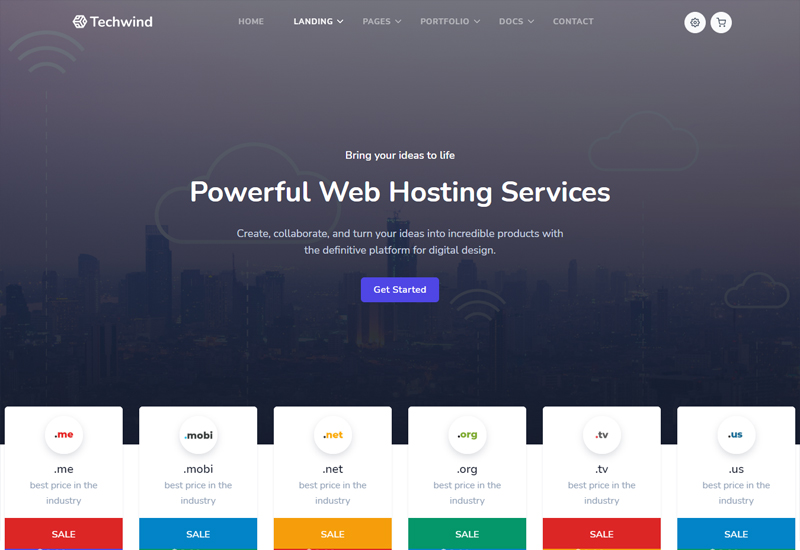 Techwind
HOME
LANDING
PAGES
PORTFOLIO
DOCS
CONTACT
Bring your ideas to life
Powerful Web Hosting Services
Create, collaborate, and turn your ideas into incredible products with
the definitive platform for digital design.
Get Started
.me
.mobi
.net
.org
.tv
.us
.me
.mobi
.net
.org
.tv
.us
best price in the
industry
best price in the
industry
best price in the
industry
best price in the
industry
best price in the
industry
best price in the
industry
SALE
SALE
SALE
SALE
SALE
SALE